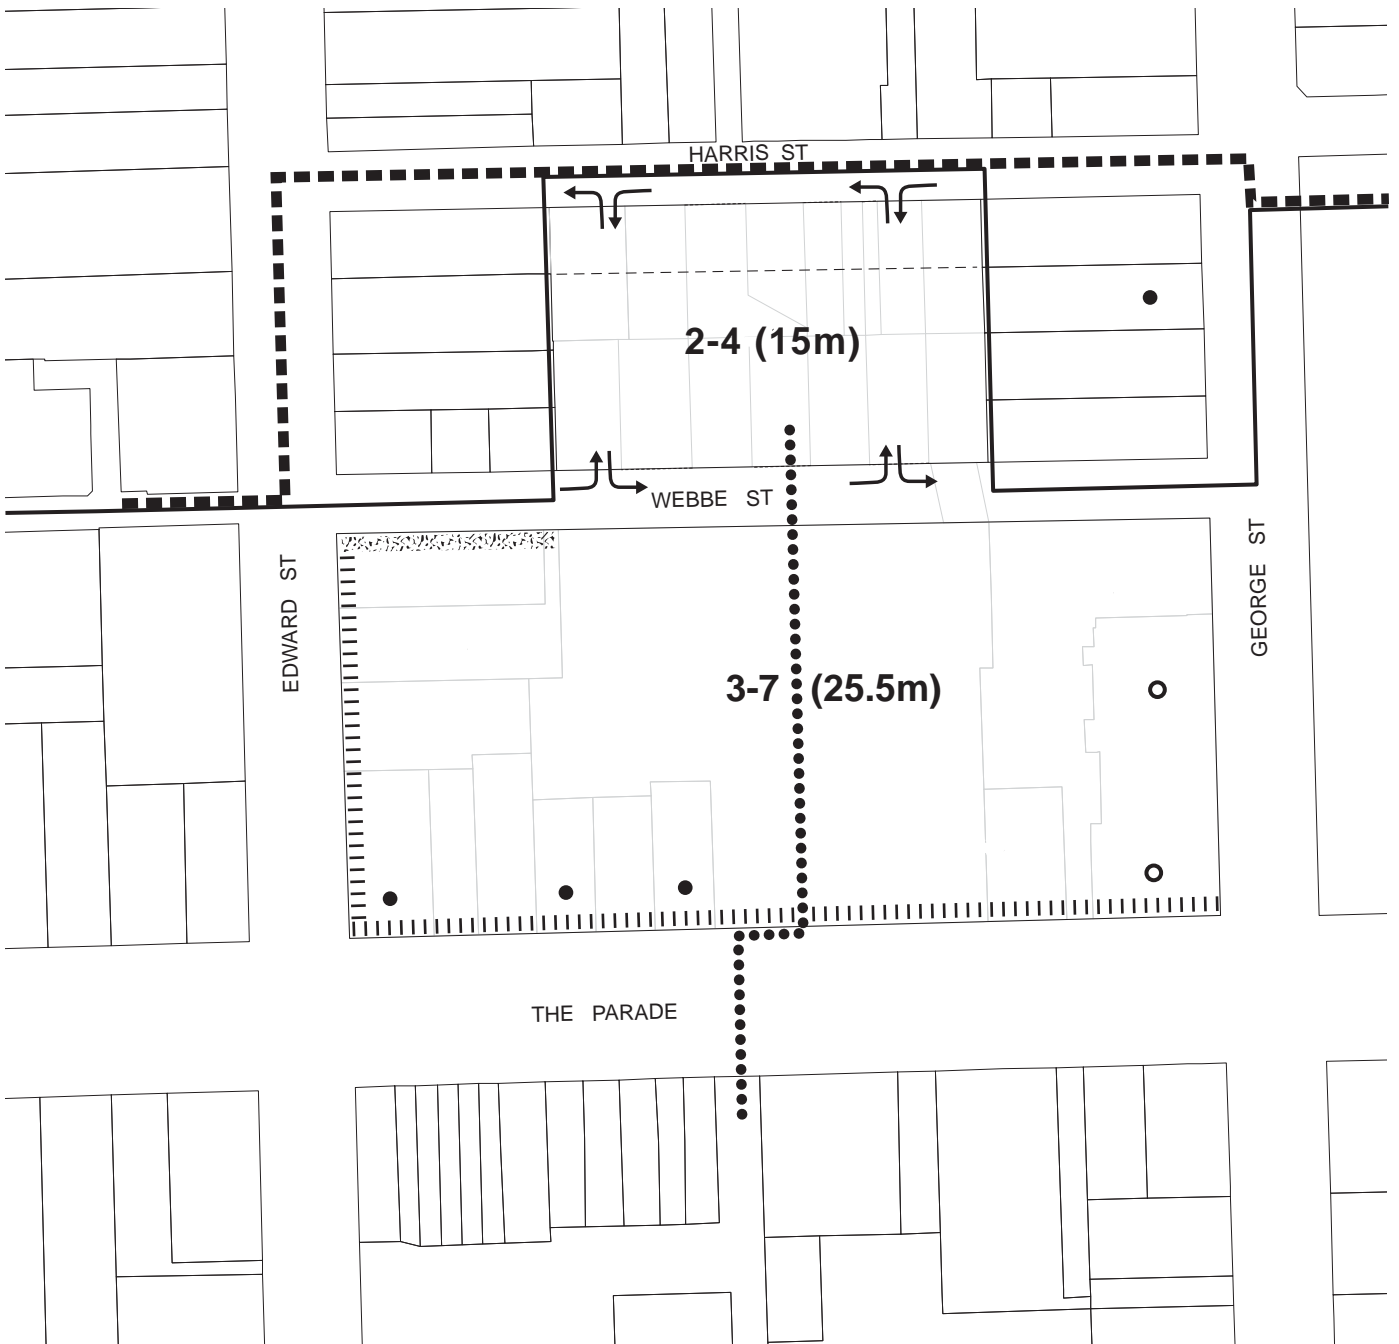 HARRIS ST
2-4 (15m)
WEBBE ST
EDWARD ST
GEORGE ST
3-7 (25.5m)
THE PARADE